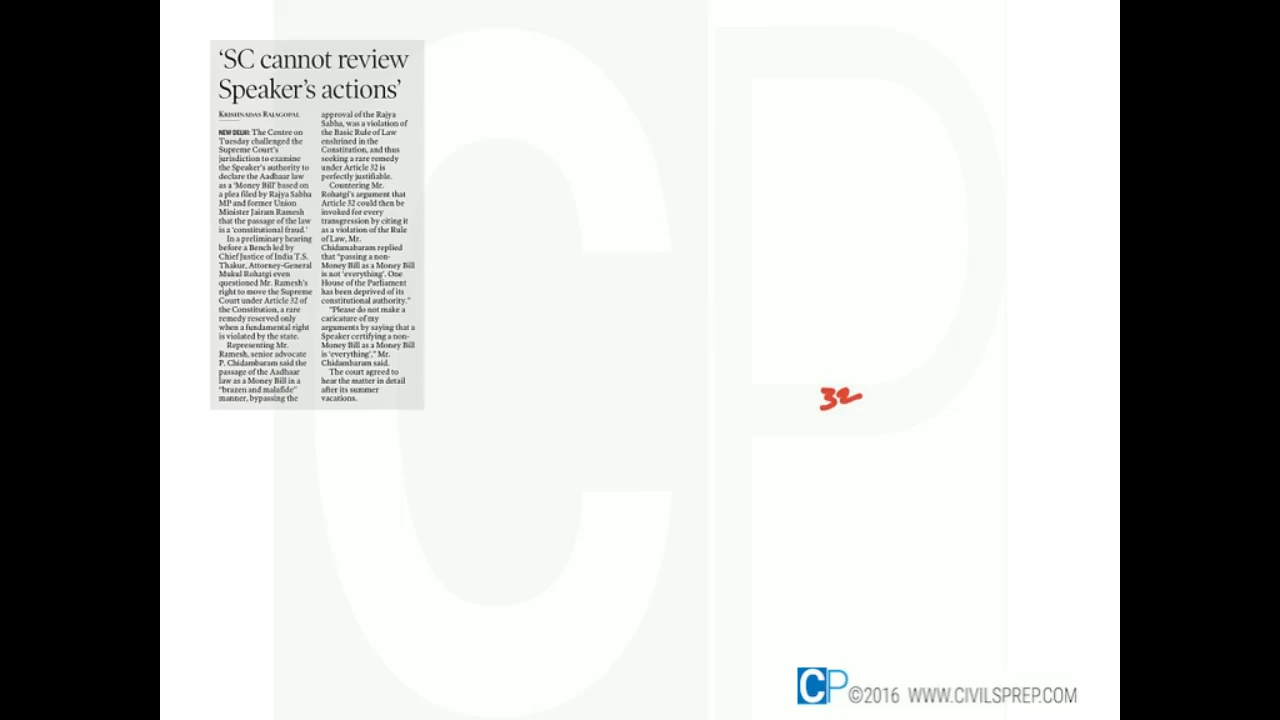 ‘SC cannot review
Speaker’s actions’
KRISHNADAS RAJAGOPAL
NEW DELHI: The Centre on
Tuesday challenged the
Supreme Court’s
jurisdiction to examine
the Speaker’s authority to
declare the Aadhaar law
as a ‘Money Bill’ based on
a plea filed by Rajya Sabha
MP and former Union
Minister Jairam Ramesh
that the passage of the law
is a ‘constitutional fraud.’
In a preliminary hearing
before a Bench led by
Chief Justice of India T.S.
Thakur, Attorney-General
Mukul Rohatgi even
questioned Mr. Ramesh’s
right to move the Supreme
Court under Article 32 of
the Constitution, a rare
remedy reserved only
when a fundamental right
is violated by the state.
Representing Mr.
Ramesh, senior advocate
P. Chidambaram said the
passage of the Aadhaar
law as a Money Bill in a
“brazen and malafide”
manner, bypassing the
approval of the Rajya
Sabha, was a violation of
the Basic Rule of Law
enshrined in the
Constitution, and thus
seeking a rare remedy
under Article 32 is
perfectly justifiable.
Countering Mr.
Rohatgi’s argument that
Article 32 could then be
invoked for every
transgression by citing it
as a violation of the Rule
of Law, Mr.
Chidamabaram replied
that “passing a non-
Money Bill as a Money Bill
is not ‘everything’. One
House of the Parliament
has been deprived of its
constitutional authority.”
“Please do not make a
caricature of my
arguments by saying that a
Speaker certifying a non-
Money Bill as a Money Bill
is ‘everything’,” Mr.
Chidambaram said.
The court agreed to
hear the matter in detail
after its summer
vacations.
32
CP ©2016 WWW.CIVILSPREP.COM